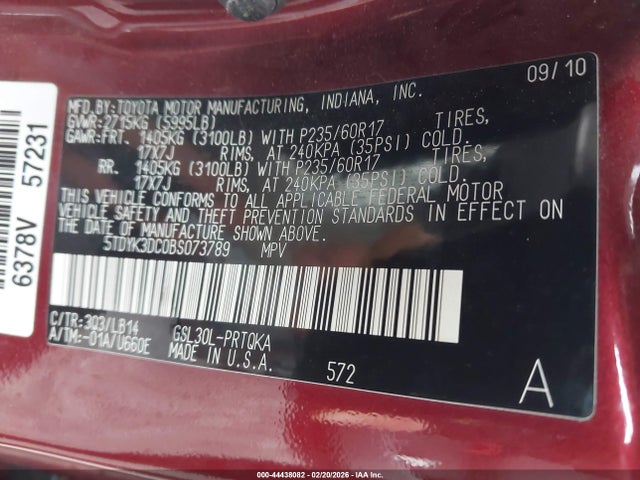 09/10
MFD.BY:TOYOTA MOTOR MANUFACTURING, INDIANA, INC.
GVWR:2715KG (5995LB)
GAWR:FRT. 1405KG (3100LB) WITH P235/60R17 TIRES,
17X7J RIMS, AT 240KPA (35PSI) COLD.
RR. 1405KG (3100LB) WITH P235/60R17 TIRES,
17X7J RIMS, AT 240KPA (35PSI) COLD.
THIS VEHICLE CONFORMS TO ALL APPLICABLE FEDERAL MOTOR
VEHICLE SAFETY AND THEFT PREVENTION STANDARDS IN EFFECT ON
THE DATE OF MANUFACTURE SHOWN ABOVE.
5TDYK3DC0BS073789 MPV
C/TR:3Q3/LB14 GSL30L-PRTQKA
A/TM:-01A/U660E MADE IN U.S.A.
572
A
6378V 57231
000-44438082 - 02/20/2026 - IAA Inc.